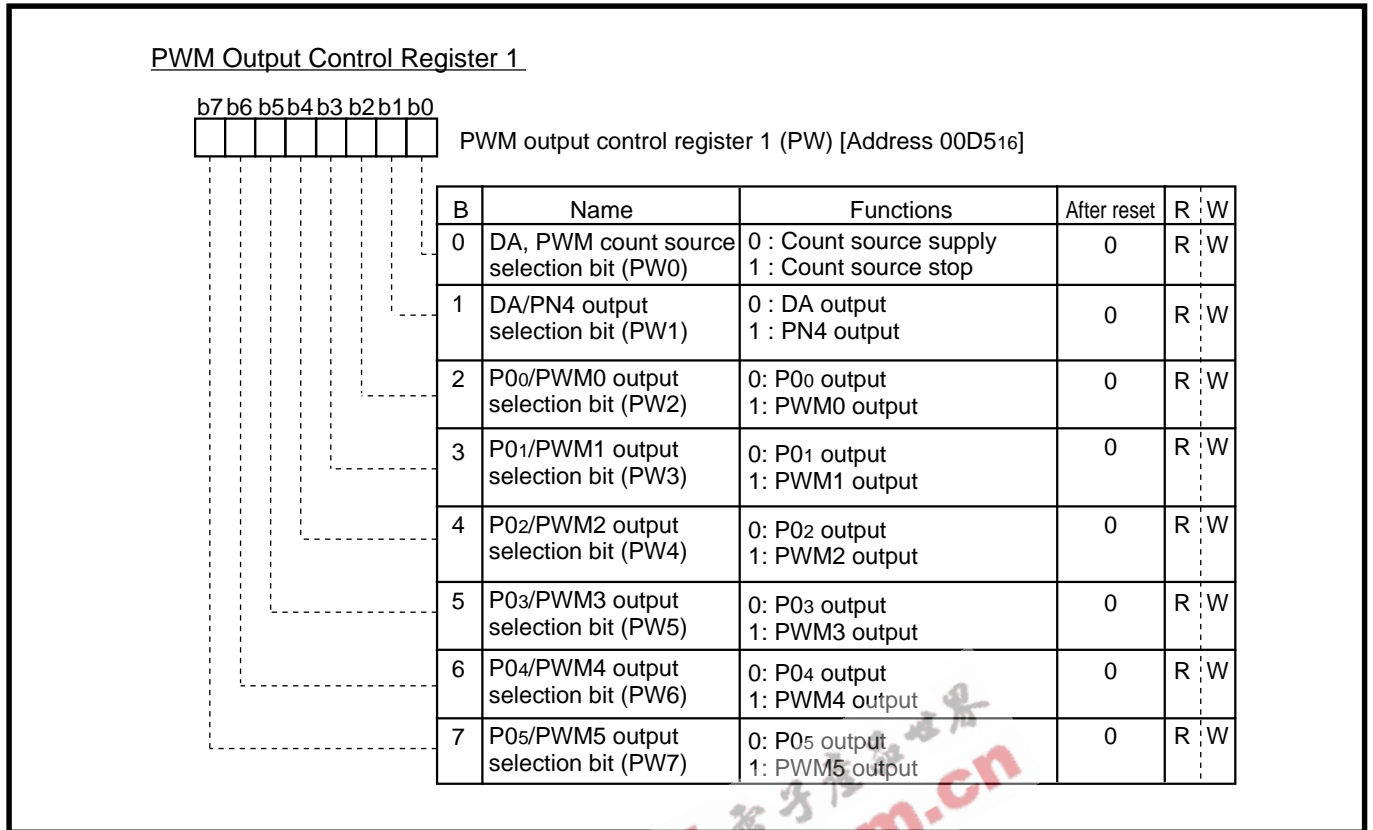 PWM Output Control Register 1
b7 b6 b5 b4 b3 b2 b1 b0
PWM output control register 1 (PW) [Address 00D516]
B Name Functions After reset R W
0 DA, PWM count source selection bit (PW0) 0 : Count source supply 0 R W
1 : Count source stop
1 DA/PN4 output selection bit (PW1) 0 : DA output 0 R W
1 : PN4 output
2 P00/PWM0 output selection bit (PW2) 0: P00 output 0 R W
1: PWM0 output
3 P01/PWM1 output selection bit (PW3) 0: P01 output 0 R W
1: PWM1 output
4 P02/PWM2 output selection bit (PW4) 0: P02 output 0 R W
1: PWM2 output
5 P03/PWM3 output selection bit (PW5) 0: P03 output 0 R W
1: PWM3 output
6 P04/PWM4 output selection bit (PW6) 0: P04 output 0 R W
1: PWM4 output
7 P05/PWM5 output selection bit (PW7) 0: P05 output 0 R W
1: PWM5 output